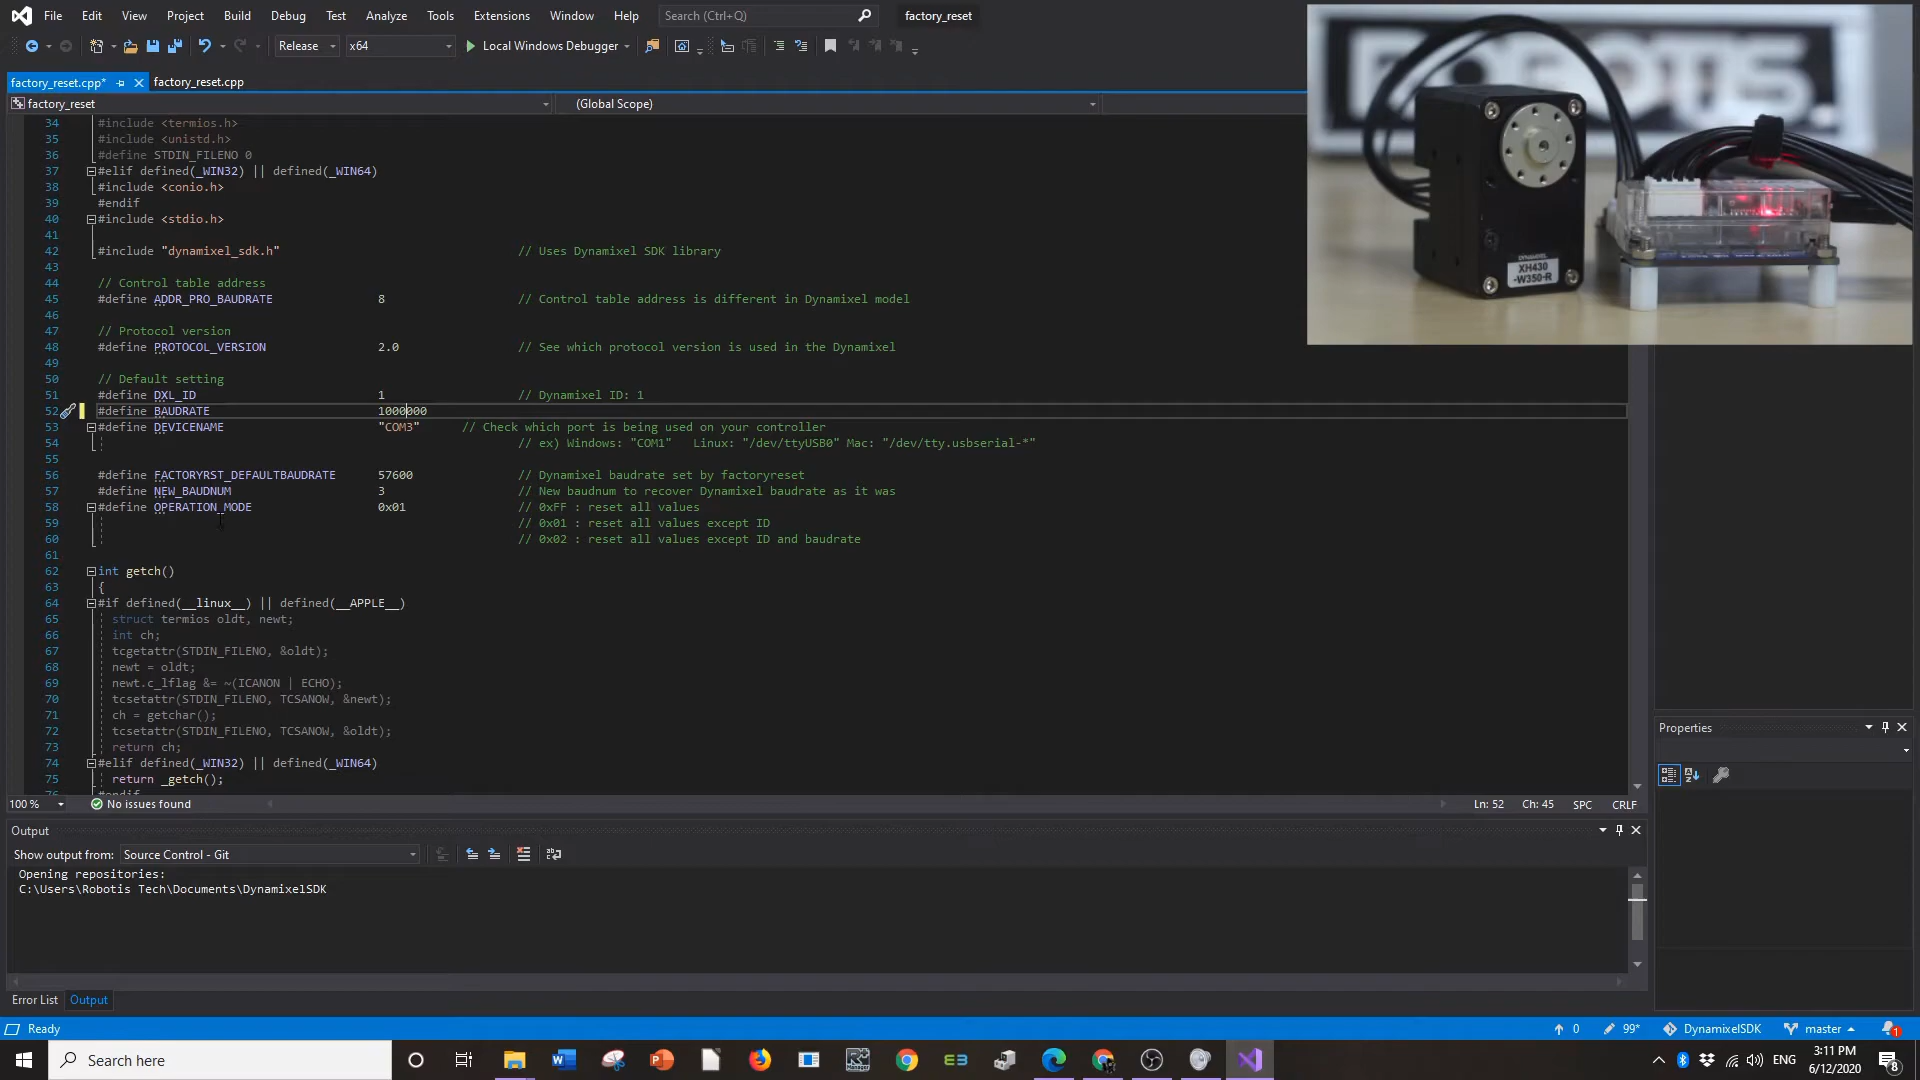 File Edit View Project Build Debug Test Analyze Tools Extensions Window Help Search (Ctrl+Q) factory_reset
Release x64 Local Windows Debugger
factory_reset.cpp* factory_reset.cpp
factory_reset (Global Scope)
34 #include <termios.h>
35 #include <unistd.h>
36 #define STDIN_FILENO 0
37 #elif defined(_WIN32) || defined(_WIN64)
38 #include <conio.h>
39 #endif
40 #include <stdio.h>
41
42 #include "dynamixel_sdk.h" // Uses Dynamixel SDK library
43
44 // Control table address
45 #define ADDR_PRO_BAUDRATE 8 // Control table address is different in Dynamixel model
46
47 // Protocol version
48 #define PROTOCOL_VERSION 2.0 // See which protocol version is used in the Dynamixel
49
50 // Default setting
51 #define DXL_ID 1 // Dynamixel ID: 1
52 #define BAUDRATE 1000000
53 #define DEVICENAME "COM3" // Check which port is being used on your controller
54 // ex) Windows: "COM1" Linux: "/dev/ttyUSB0" Mac: "/dev/tty.usbserial-*"
55
56 #define FACTORYRST_DEFAULTBAUDRATE 57600 // Dynamixel baudrate set by factoryreset
57 #define NEW_BAUDNUM 3 // New baudnum to recover Dynamixel baudrate as it was
58 #define OPERATION_MODE 0x01 // 0xFF : reset all values
59 // 0x01 : reset all values except ID
60 // 0x02 : reset all values except ID and baudrate
61
62 int getch()
63 {
64 #if defined(__linux__) || defined(__APPLE__)
65 struct termios oldt, newt;
66 int ch;
67 tcgetattr(STDIN_FILENO, &oldt);
68 newt = oldt;
69 newt.c_lflag &= ~(ICANON | ECHO);
70 tcsetattr(STDIN_FILENO, TCSANOW, &newt);
71 ch = getchar();
72 tcsetattr(STDIN_FILENO, TCSANOW, &oldt);
73 return ch;
74 #elif defined(_WIN32) || defined(_WIN64)
75 return _getch();
76 #endif
ROBOTIS
DYNAMIXEL
XH430
-W350-R
Properties
100 % No issues found Ln: 52 Ch: 45 SPC CRLF
Output
Show output from: Source Control - Git
Opening repositories:
C:\Users\Robotis Tech\Documents\DynamixelSDK
Error List Output
Ready 0 99* DynamixelSDK master 1
Search here
ENG
3:11 PM
6/12/2020
8